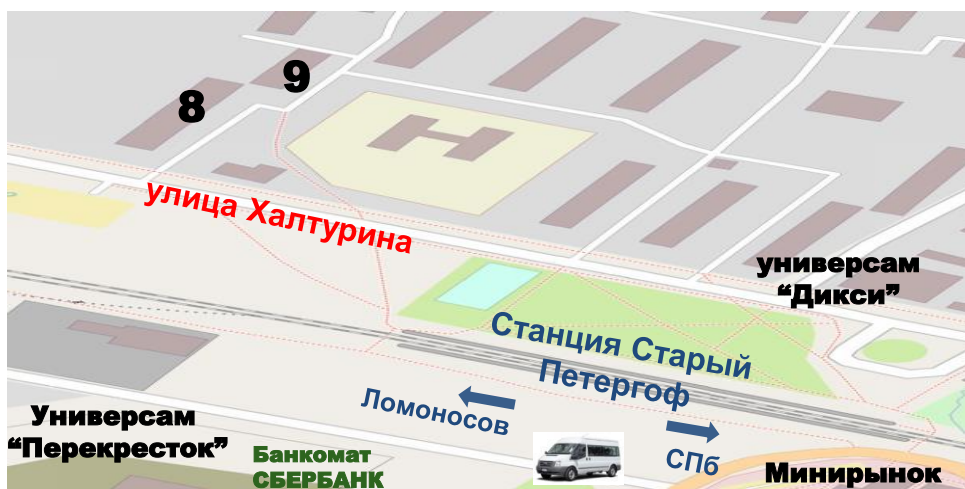 9
8
улица Халтурина
универсам
“Дикси”
Станция Старый
Петергоф
Ломоносов
СПб
Универсам
“Перекресток”
Банкомат
СБЕРБАНК
Минирынок